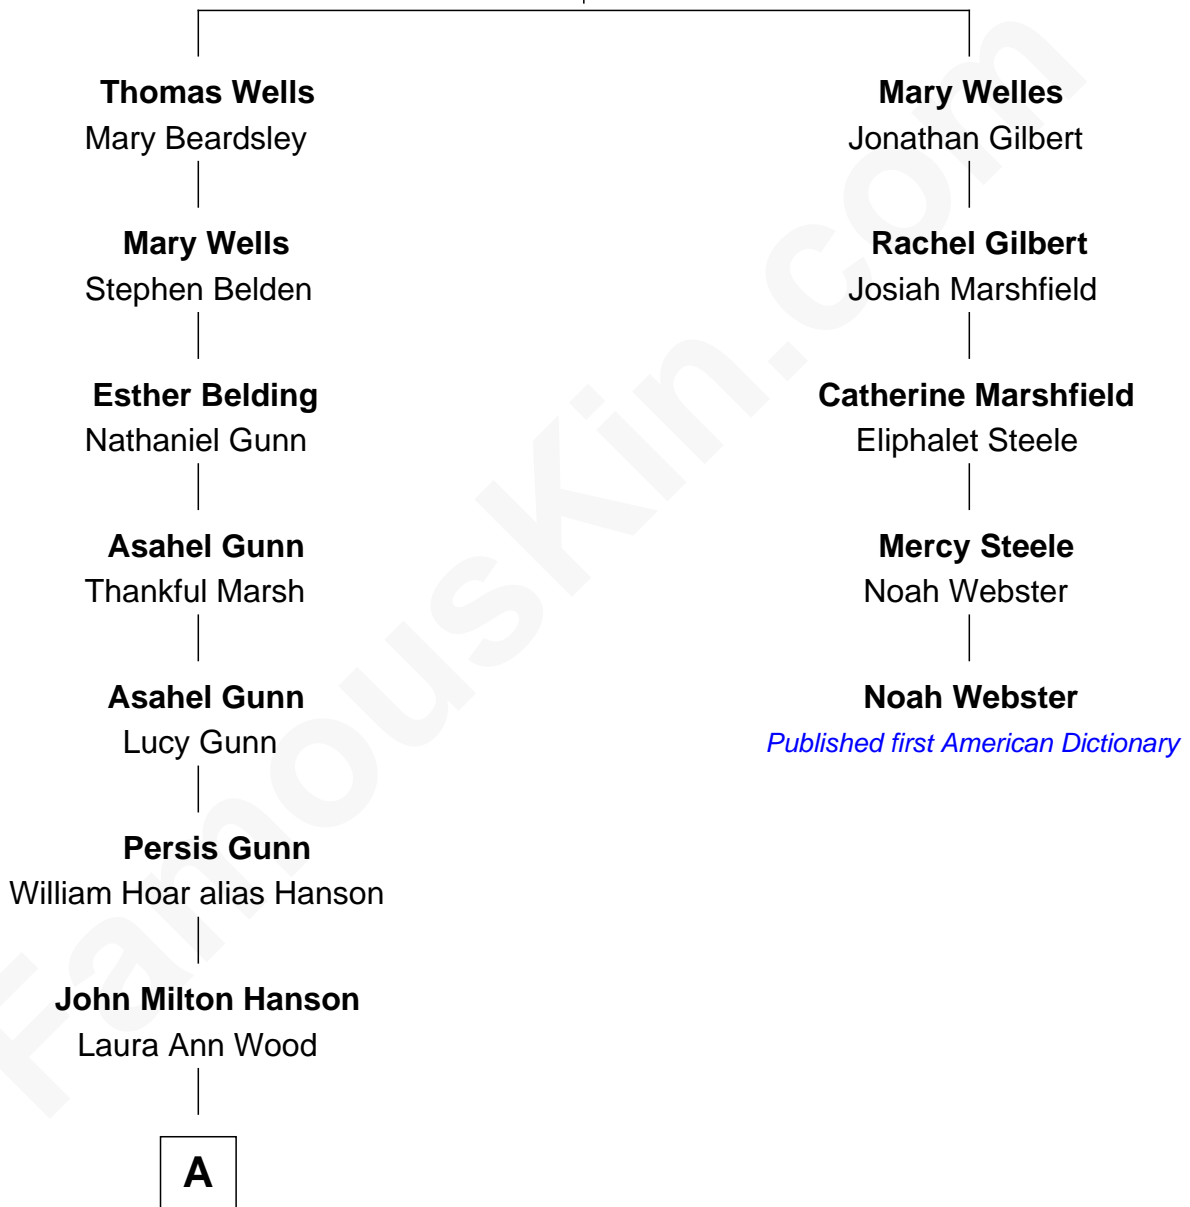 Thomas Wells
Mary Beardsley
Mary Wells
Stephen Belden
Esther Belding
Nathaniel Gunn
Asahel Gunn
Thankful Marsh
Asahel Gunn
Lucy Gunn
Persis Gunn
William Hoar alias Hanson
John Milton Hanson
Laura Ann Wood
A
Mary Welles
Jonathan Gilbert
Rachel Gilbert
Josiah Marshfield
Catherine Marshfield
Eliphalet Steele
Mercy Steele
Noah Webster
Noah Webster
Published first American Dictionary
FamousKin.com